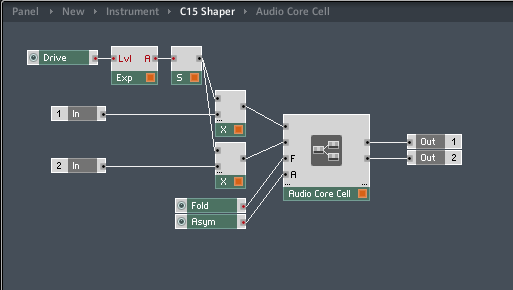 Panel › New › Instrument › C15 Shaper › Audio Core Cell
Drive
Lvl A
Exp
S
1 In
...
X
2 In
...
X
F
A
... ...
Audio Core Cell
Out 1
Out 2
Fold
Asym